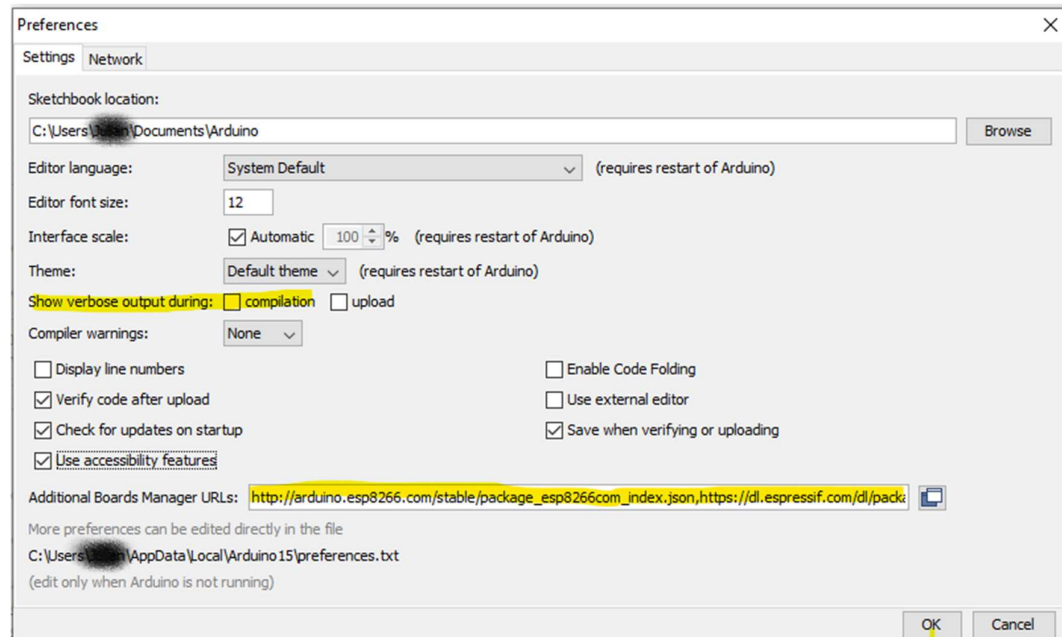 Preferences
Settings Network
Sketchbook location:
C:\Users\ \Documents\Arduino Browse
Editor language: System Default (requires restart of Arduino)
Editor font size: 12
Interface scale: Automatic 100 % (requires restart of Arduino)
Theme: Default theme (requires restart of Arduino)
Show verbose output during: compilation upload
Compiler warnings: None
Display line numbers Enable Code Folding
Verify code after upload Use external editor
Check for updates on startup Save when verifying or uploading
Use accessibility features
Additional Boards Manager URLs: http://arduino.esp8266.com/stable/package_esp8266com_index.json,https://dl.espressif.com/dl/packa
More preferences can be edited directly in the file
C:\Users\ \AppData\Local\Arduino15\preferences.txt
(edit only when Arduino is not running)
OK Cancel